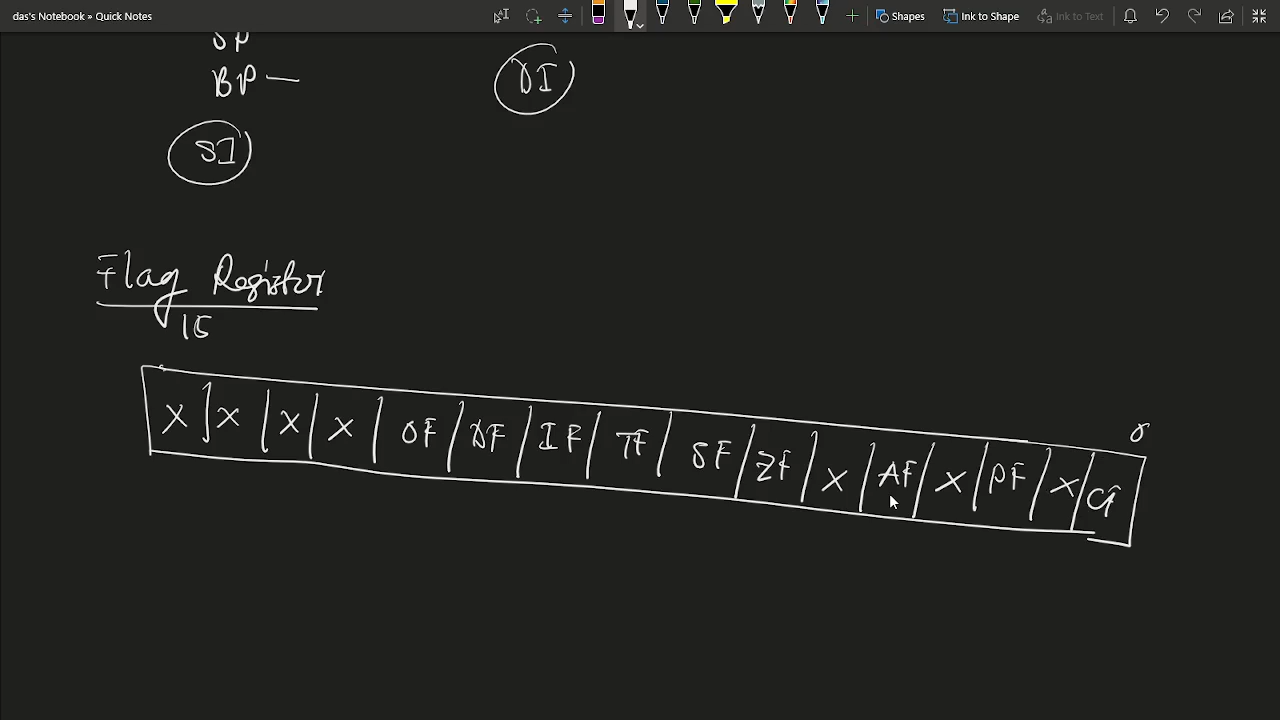 das's Notebook » Quick Notes
Shapes
Ink to Shape
Ink to Text
SP
BP —
DI
SI
Flag Register
15
0
X X X X OF DF IF TF SF ZF X AF X PF X CF